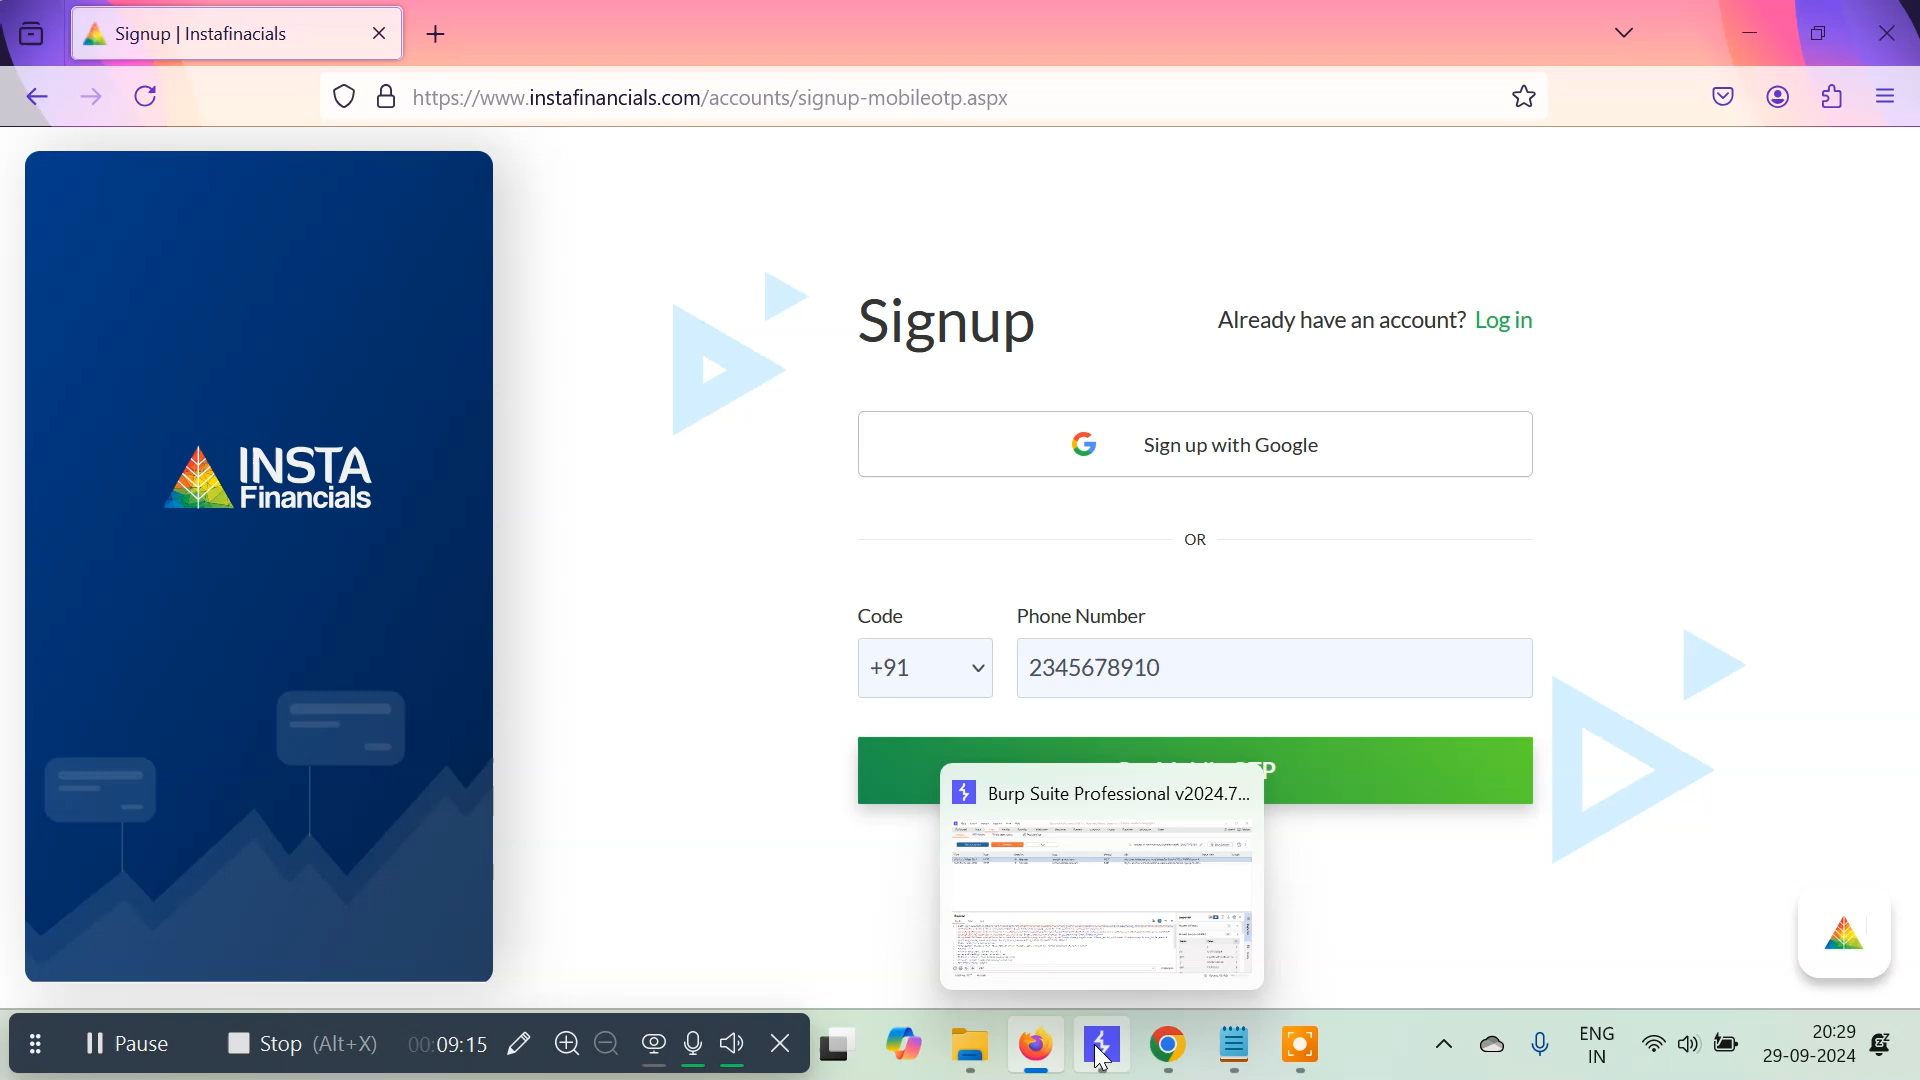 Signup | Instafinacials
https://www.instafinancials.com/accounts/signup-mobileotp.aspx
INSTA
Financials
Signup
Already have an account? Log in
Sign up with Google
OR
Code
Phone Number
+91
2345678910
Burp Suite Professional v2024.7...
Pause
Stop (Alt+X)
00:09:15
ENG
IN
20:29
29-09-2024